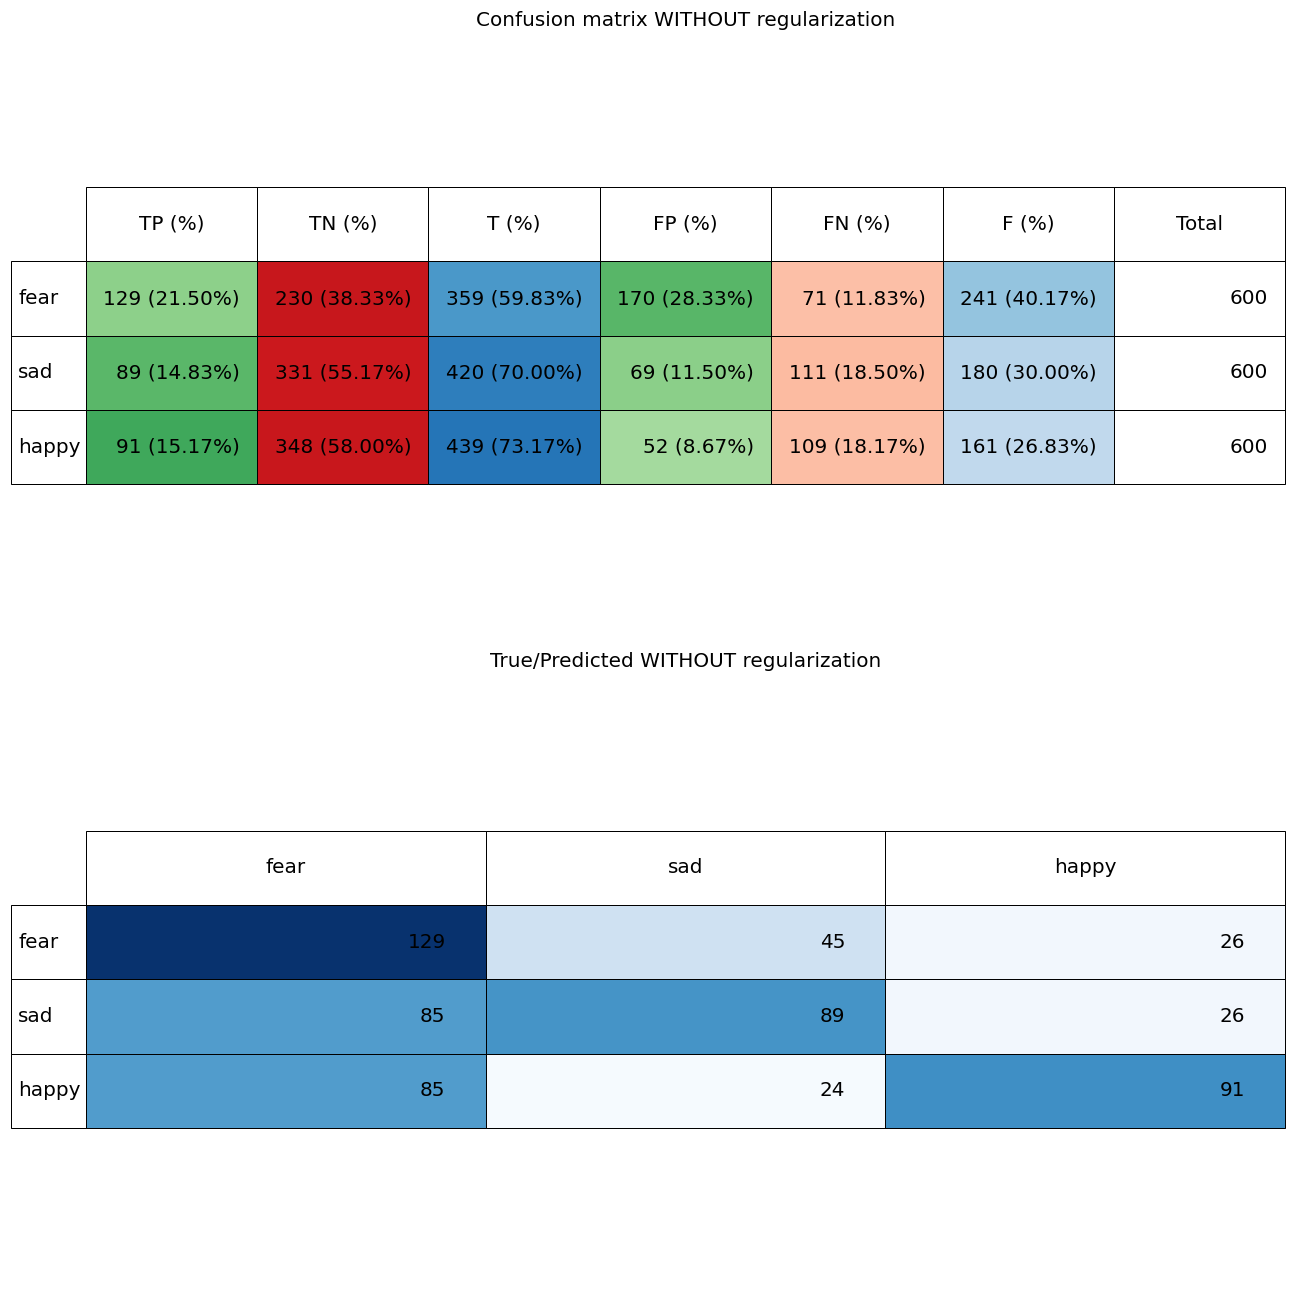 Confusion matrix WITHOUT regularization
TP (%) TN (%) T (%) FP (%) FN (%) F (%) Total
fear 129 (21.50%) 230 (38.33%) 359 (59.83%) 170 (28.33%) 71 (11.83%) 241 (40.17%) 600
sad 89 (14.83%) 331 (55.17%) 420 (70.00%) 69 (11.50%) 111 (18.50%) 180 (30.00%) 600
happy 91 (15.17%) 348 (58.00%) 439 (73.17%) 52 (8.67%) 109 (18.17%) 161 (26.83%) 600
True/Predicted WITHOUT regularization
fear sad happy
fear 129 45 26
sad 85 89 26
happy 85 24 91